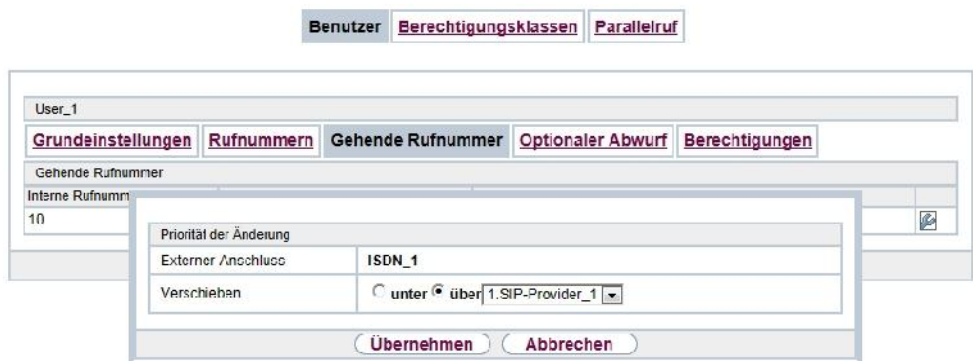 Benutzer Berechtigungsklassen Parallelruf
User_1
Grundeinstellungen Rufnummern Gehende Rufnummer Optionaler Abwurf Berechtigungen
Gehende Rufnummer
Interne Rufnumm
10
Priorität der Änderung
Externer Anschluss ISDN_1
Verschieben unter über 1.SIP-Provider_1
Übernehmen Abbrechen